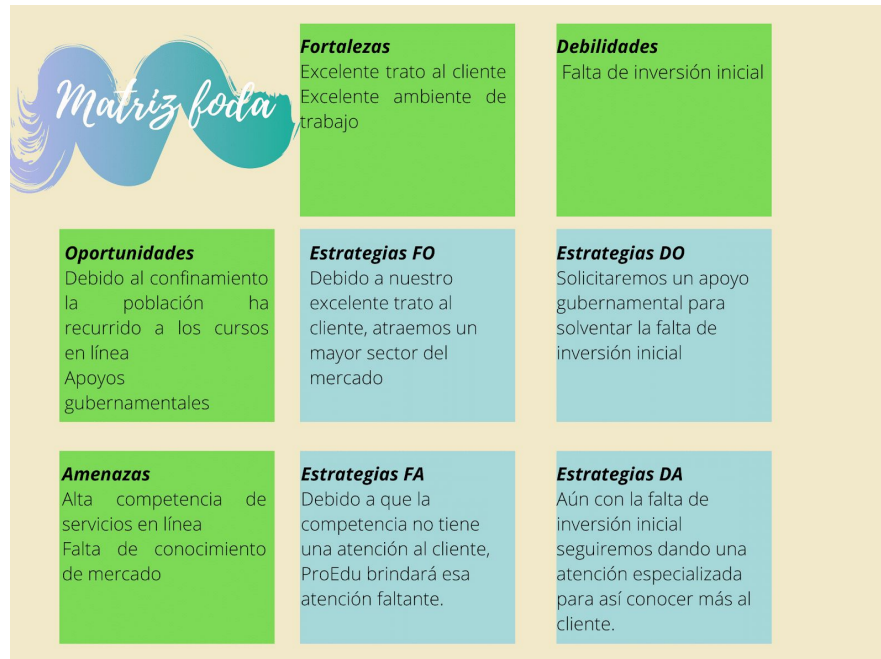 Matriz foda
Fortalezas
Excelente trato al cliente
Excelente ambiente de
trabajo
Debilidades
Falta de inversión inicial
Oportunidades
Debido al confinamiento
la población ha
recurrido a los cursos
en línea
Apoyos
gubernamentales
Estrategias FO
Debido a nuestro
excelente trato al
cliente, atraemos un
mayor sector del
mercado
Estrategias DO
Solicitaremos un apoyo
gubernamental para
solventar la falta de
inversión inicial
Amenazas
Alta competencia de
servicios en línea
Falta de conocimiento
de mercado
Estrategias FA
Debido a que la
competencia no tiene
una atención al cliente,
ProEdu brindará esa
atención faltante.
Estrategias DA
Aún con la falta de
inversión inicial
seguiremos dando una
atención especializada
para así conocer más al
cliente.